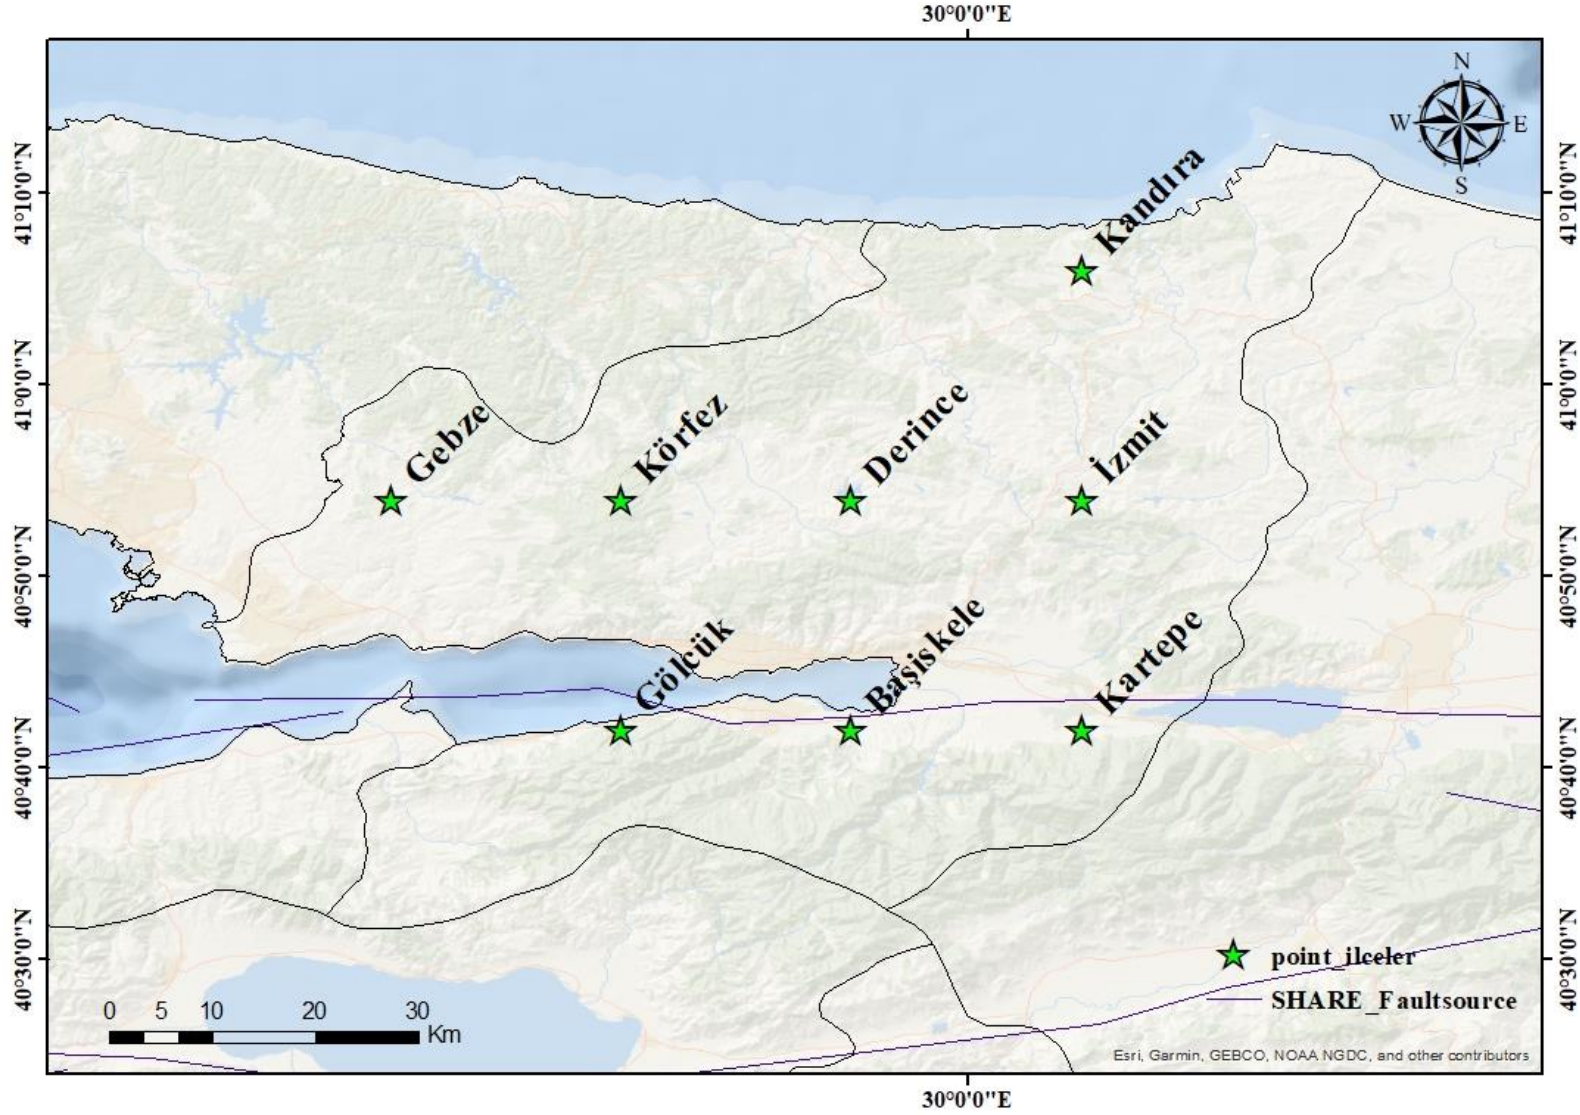 30°0'0"E
N
W
E
S
41°10'0"N
41°10'0"N
Kandıra
41°0'0"N
41°0'0"N
Gebze
Körfez
Derince
İzmit
40°50'0"N
40°50'0"N
Gölcük
Başiskele
Kartepe
40°40'0"N
40°40'0"N
40°30'0"N
40°30'0"N
point_ilceler
SHARE_Faultsource
0 5 10 20 30
Km
Esri, Garmin, GEBCO, NOAA NGDC, and other contributors
30°0'0"E